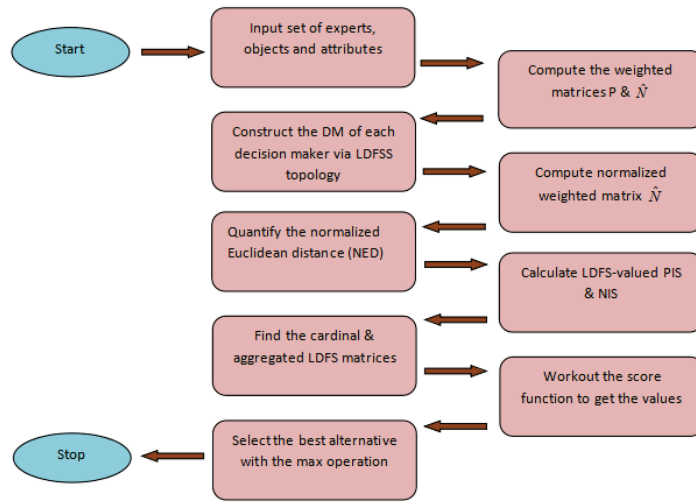 Start
Input set of experts,
objects and attributes
Compute the weighted
matrices P & N̂
Construct the DM of each
decision maker via LDFSS
topology
Compute normalized
weighted matrix N̂
Quantify the normalized
Euclidean distance (NED)
Calculate LDFS-valued PIS
& NIS
Find the cardinal &
aggregated LDFS matrices
Workout the score
function to get the values
Select the best alternative
with the max operation
Stop